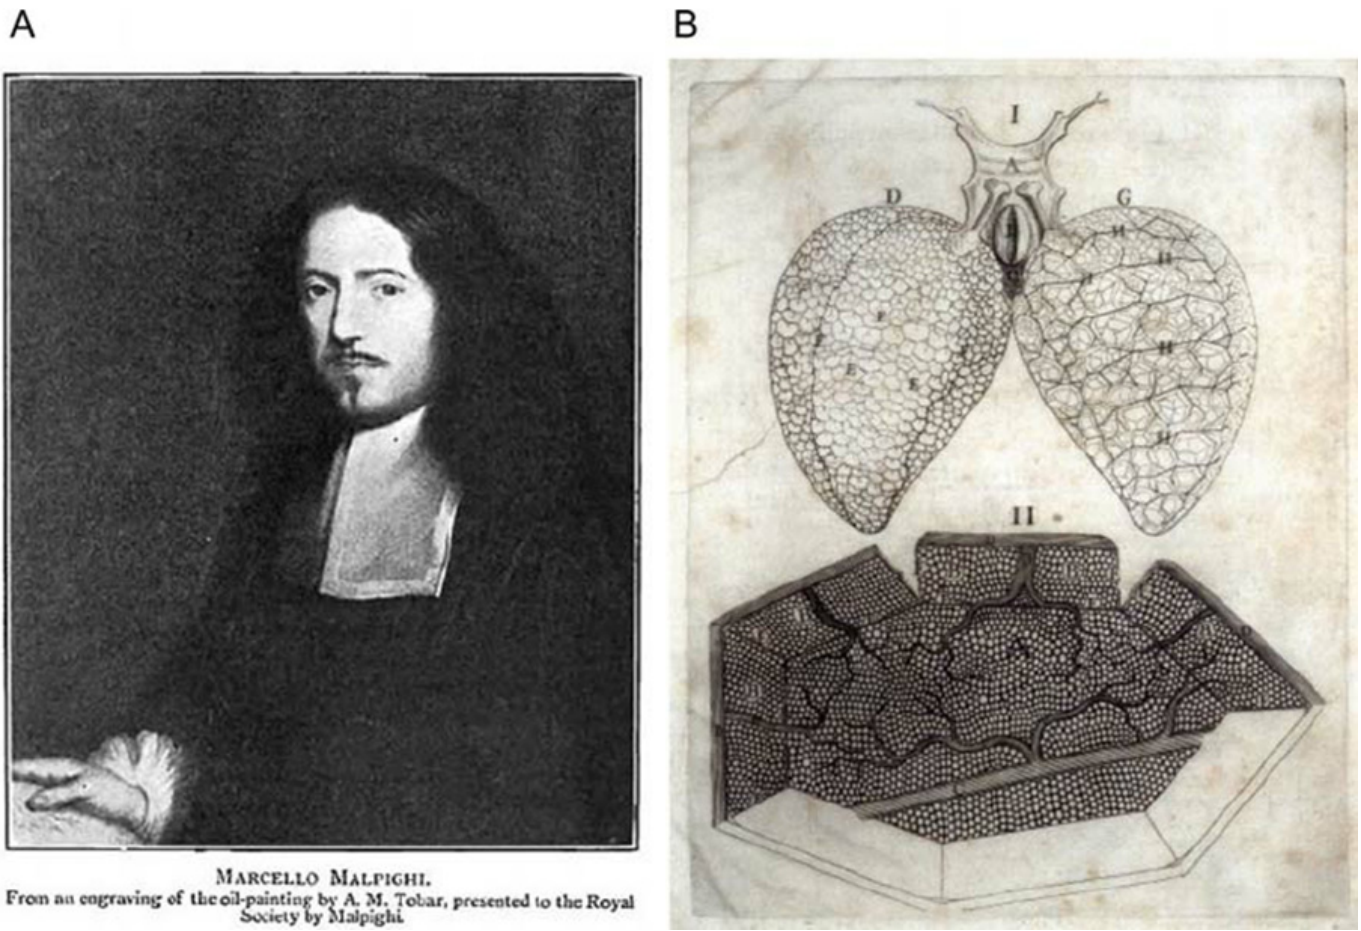 A
B
MARCELLO MALPIGHI.
From an engraving of the oil-painting by A. M. Tobar, presented to the Royal
Society by Malpighi.
I
A
D
G
H
H
H
E
F
H
E
E
H
II